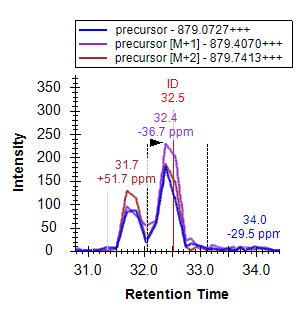 precursor - 879.0727+++
precursor [M+1] - 879.4070+++
precursor [M+2] - 879.7413+++
ID
32.5
32.4
-36.7 ppm
31.7
+51.7 ppm
34.0
-29.5 ppm
Intensity
350
300
250
200
150
100
50
0
31.0 32.0 33.0 34.0
Retention Time